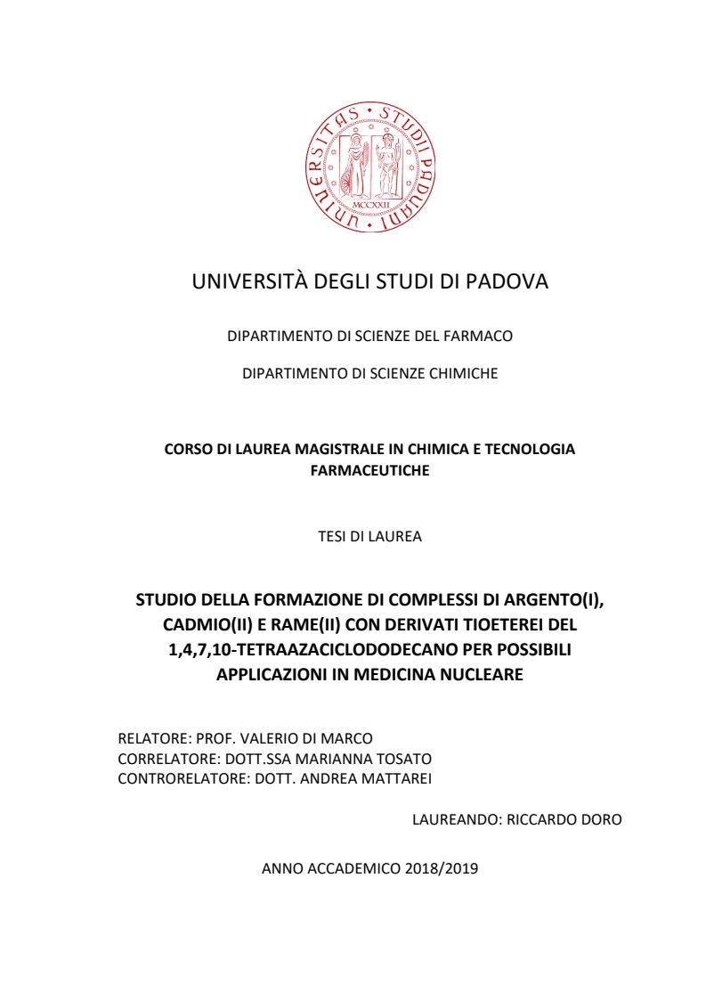 UNIVERSITAS STUDII PADUANI
MCCXXII
UNIVERSITÀ DEGLI STUDI DI PADOVA
DIPARTIMENTO DI SCIENZE DEL FARMACO
DIPARTIMENTO DI SCIENZE CHIMICHE
CORSO DI LAUREA MAGISTRALE IN CHIMICA E TECNOLOGIA
FARMACEUTICHE
TESI DI LAUREA
STUDIO DELLA FORMAZIONE DI COMPLESSI DI ARGENTO(I),
CADMIO(II) E RAME(II) CON DERIVATI TIOETEREI DEL
1,4,7,10-TETRAAZACICLODODECANO PER POSSIBILI
APPLICAZIONI IN MEDICINA NUCLEARE
RELATORE: PROF. VALERIO DI MARCO
CORRELATORE: DOTT.SSA MARIANNA TOSATO
CONTRORELATORE: DOTT. ANDREA MATTAREI
LAUREANDO: RICCARDO DORO
ANNO ACCADEMICO 2018/2019